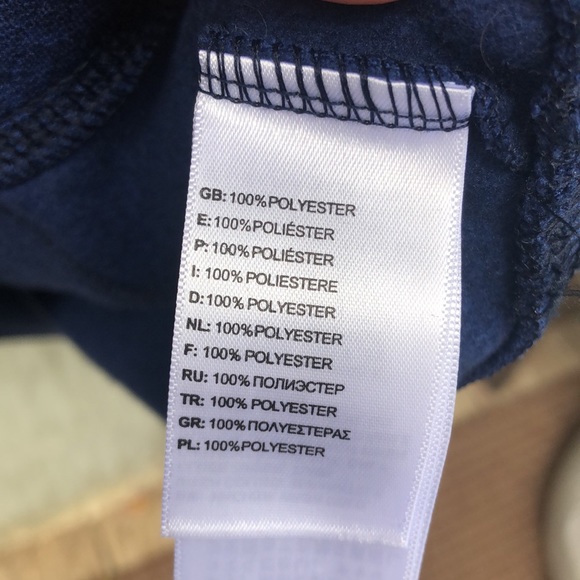 GB: 100% POLYESTER
E: 100% POLIÉSTER
P: 100% POLIÉSTER
I: 100% POLIESTERE
D: 100% POLYESTER
NL: 100% POLYESTER
F: 100% POLYESTER
RU: 100% ПОЛИЭСТЕР
TR: 100% POLYESTER
GR: 100% ΠΟΛΥΕΣΤΕΡΑΣ
PL: 100% POLYESTER